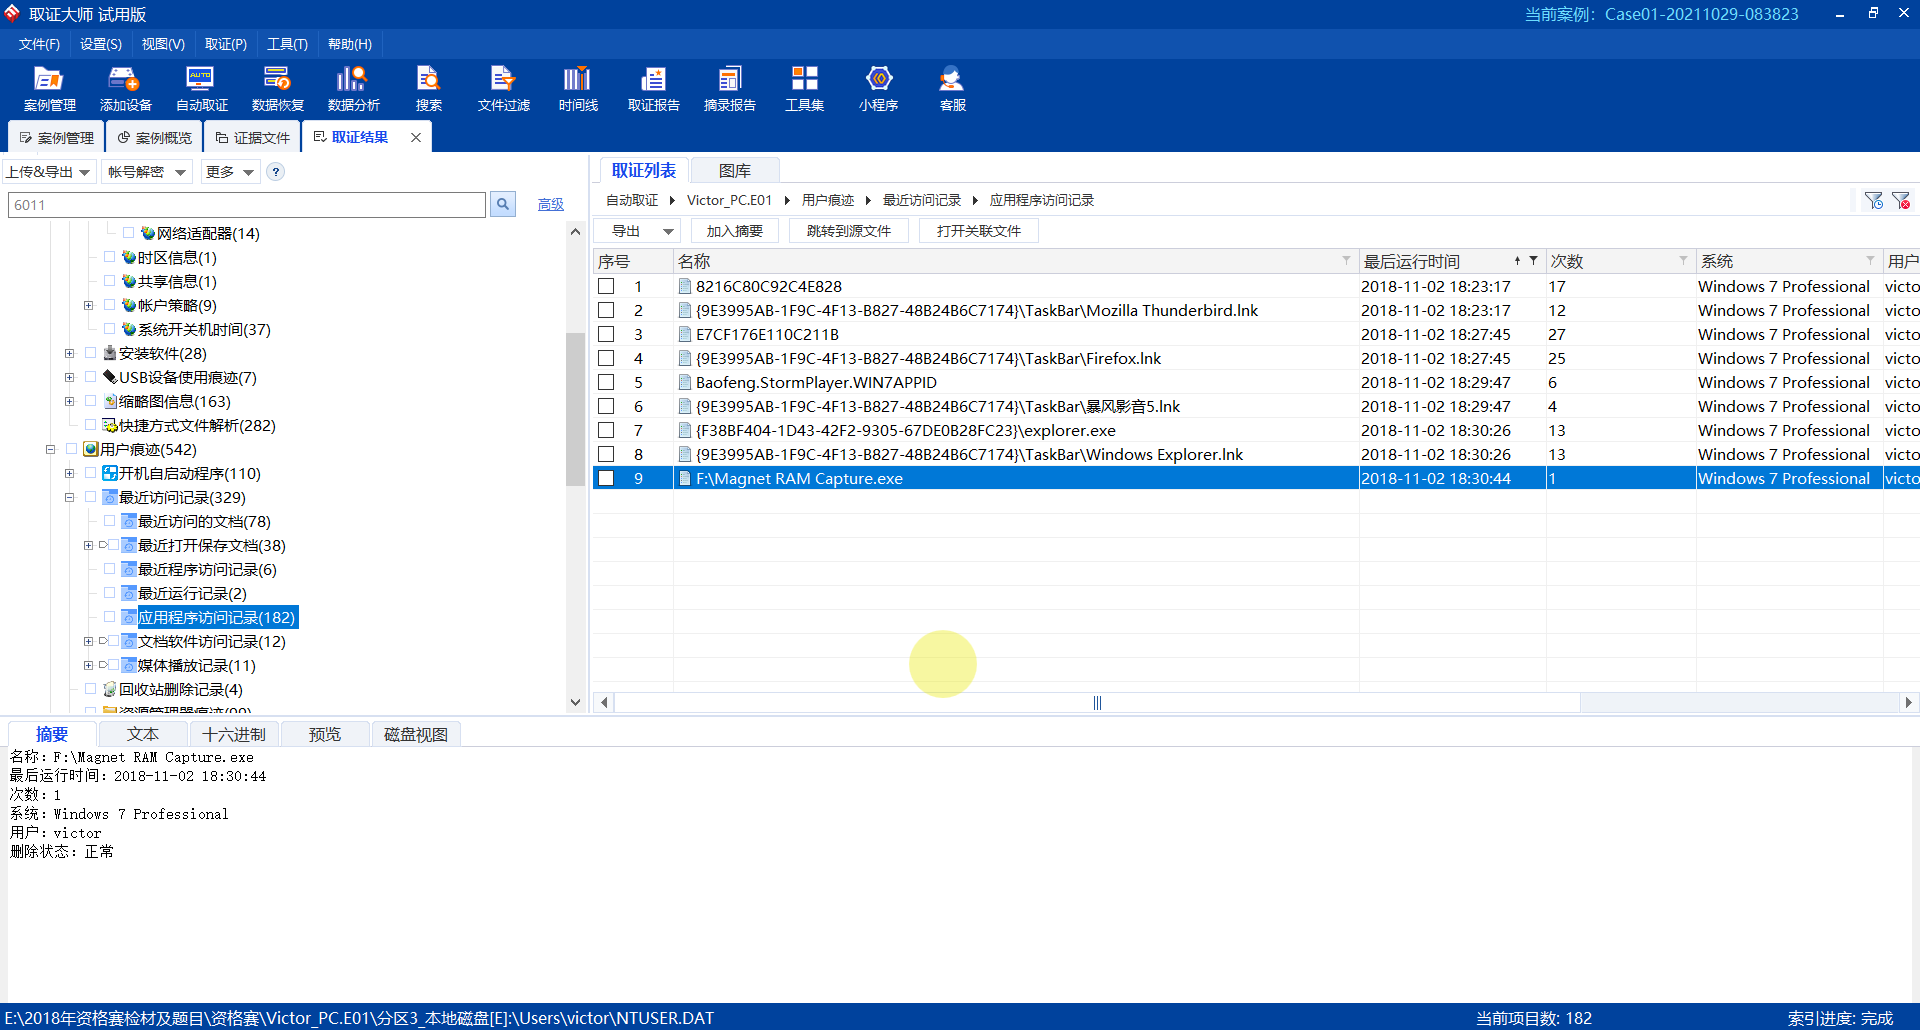 取证大师 试用版
当前案例：Case01-20211029-083823
文件(F) 设置(S) 视图(V) 取证(P) 工具(T) 帮助(H)
案例管理 添加设备 自动取证 数据恢复 数据分析 搜索 文件过滤 时间线 取证报告 摘录报告 工具集 小程序 客服
案例管理 案例概览 证据文件 取证结果
上传&导出 帐号解密 更多 ?
6011 高级
网络适配器(14)
时区信息(1)
共享信息(1)
帐户策略(9)
系统开关机时间(37)
安装软件(28)
USB设备使用痕迹(7)
缩略图信息(163)
快捷方式文件解析(282)
用户痕迹(542)
开机自启动程序(110)
最近访问记录(329)
最近访问的文档(78)
最近打开保存文档(38)
最近程序访问记录(6)
最近运行记录(2)
应用程序访问记录(182)
文档软件访问记录(12)
媒体播放记录(11)
回收站删除记录(4)
取证列表 图库
自动取证 Victor_PC.E01 用户痕迹 最近访问记录 应用程序访问记录
导出 加入摘要 跳转到源文件 打开关联文件
序号 名称 最后运行时间 次数 系统 用户
1 8216C80C92C4E828 2018-11-02 18:23:17 17 Windows 7 Professional victo
2 {9E3995AB-1F9C-4F13-B827-48B24B6C7174}\TaskBar\Mozilla Thunderbird.lnk 2018-11-02 18:23:17 12 Windows 7 Professional victo
3 E7CF176E110C211B 2018-11-02 18:27:45 27 Windows 7 Professional victo
4 {9E3995AB-1F9C-4F13-B827-48B24B6C7174}\TaskBar\Firefox.lnk 2018-11-02 18:27:45 25 Windows 7 Professional victo
5 Baofeng.StormPlayer.WIN7APPID 2018-11-02 18:29:47 6 Windows 7 Professional victo
6 {9E3995AB-1F9C-4F13-B827-48B24B6C7174}\TaskBar\暴风影音5.lnk 2018-11-02 18:29:47 4 Windows 7 Professional victo
7 {F38BF404-1D43-42F2-9305-67DE0B28FC23}\explorer.exe 2018-11-02 18:30:26 13 Windows 7 Professional victo
8 {9E3995AB-1F9C-4F13-B827-48B24B6C7174}\TaskBar\Windows Explorer.lnk 2018-11-02 18:30:26 13 Windows 7 Professional victo
9 F:\Magnet RAM Capture.exe 2018-11-02 18:30:44 1 Windows 7 Professional victo
摘要 文本 十六进制 预览 磁盘视图
名称：F:\Magnet RAM Capture.exe
最后运行时间：2018-11-02 18:30:44
次数：1
系统：Windows 7 Professional
用户：victor
删除状态：正常
E:\2018年资格赛检材及题目\资格赛\Victor_PC.E01\分区3_本地磁盘[E]:\Users\victor\NTUSER.DAT
当前项目数: 182
索引进度: 完成